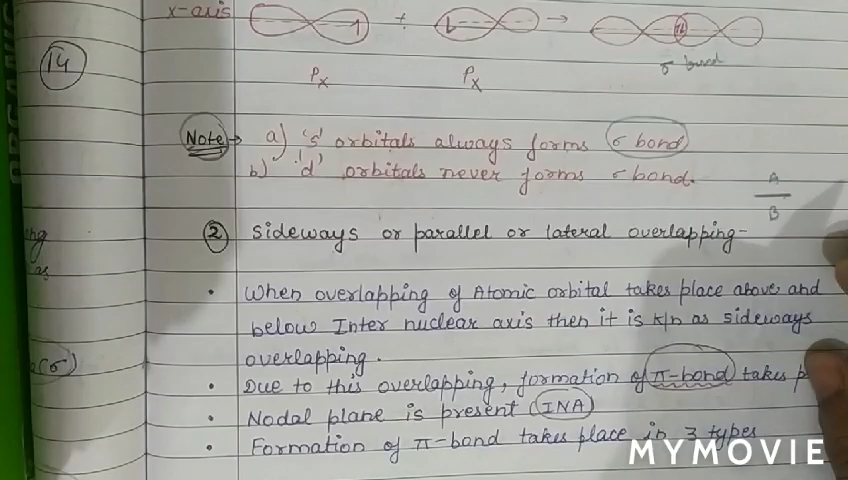 ORGANIC
x-axis + →
14
Px Px σ bond
Note → a) 's' orbitals always forms σ bond
b) 'd' orbitals never forms σ bond.
A
B
② Sideways or parallel or lateral overlapping-
• When overlapping of Atomic orbital takes place above and
below Inter nuclear axis then it is k/n as sideways
overlapping.
• Due to this overlapping, formation of π-bond takes p
• Nodal plane is present (INA)
• Formation of π-bond takes place in 3 types
MYMOVIE